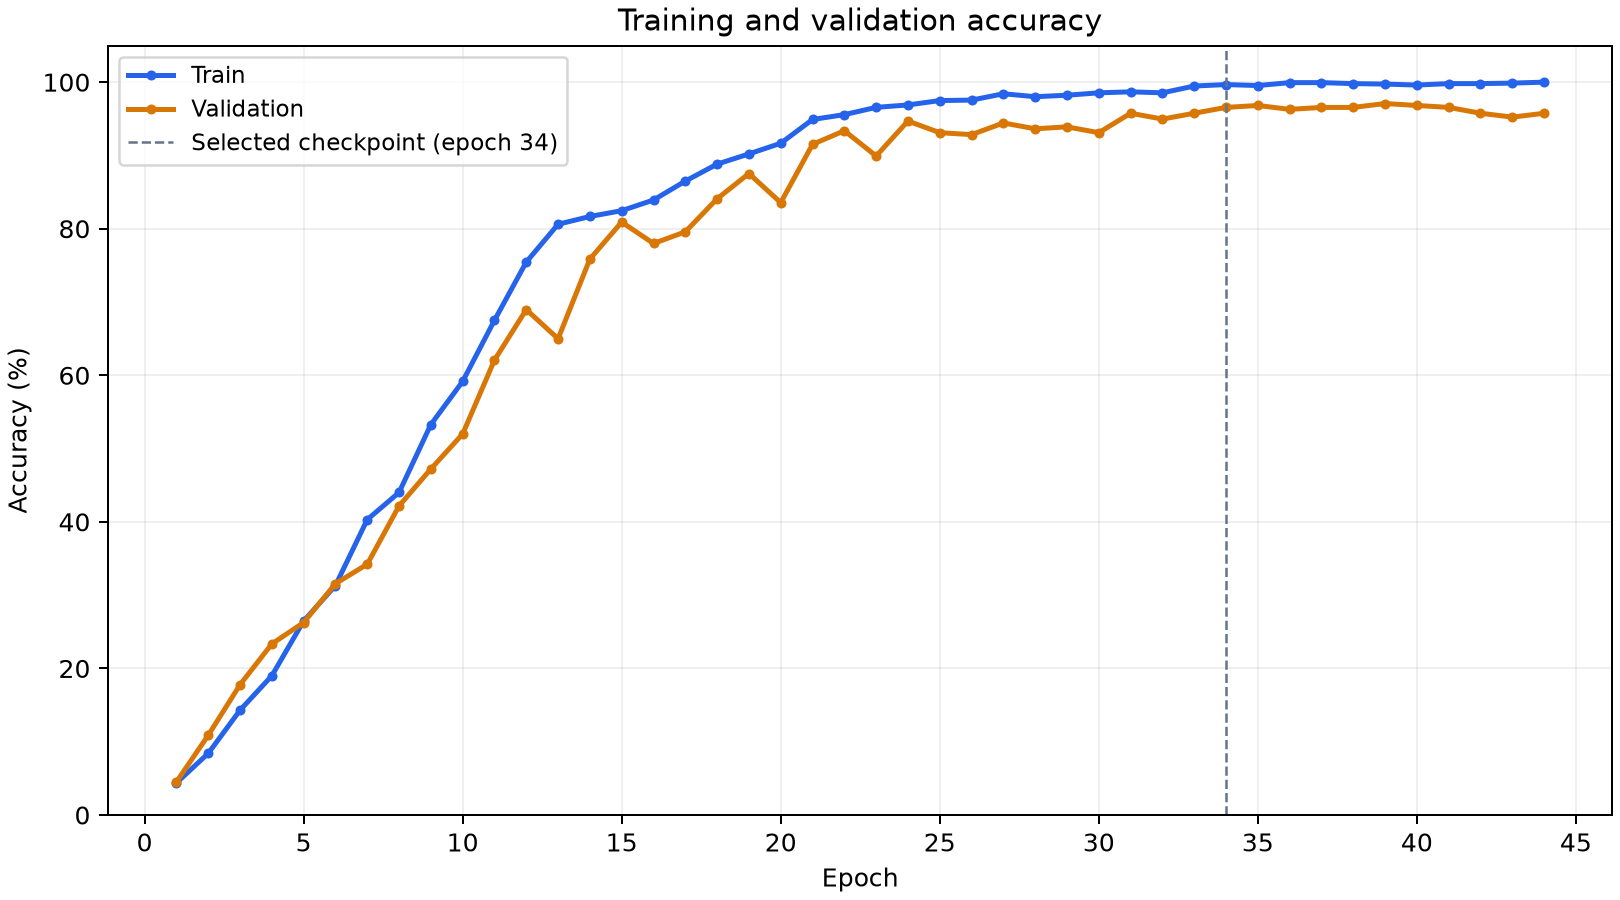 Training and validation accuracy
Train
Validation
Selected checkpoint (epoch 34)
Accuracy (%)
100
80
60
40
20
0
0 5 10 15 20 25 30 35 40 45
Epoch